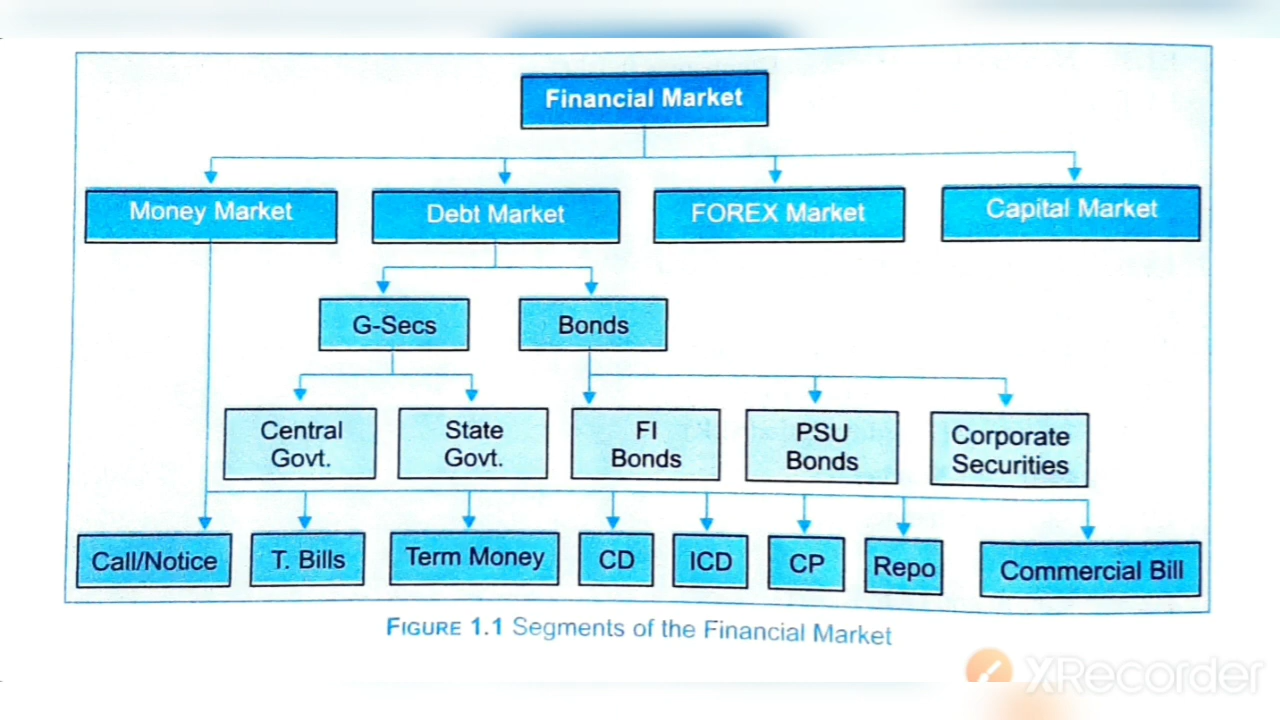 Financial Market
Money Market
Debt Market
FOREX Market
Capital Market
G-Secs
Bonds
Central
Govt.
State
Govt.
FI
Bonds
PSU
Bonds
Corporate
Securities
Call/Notice
T. Bills
Term Money
CD
ICD
CP
Repo
Commercial Bill
FIGURE 1.1 Segments of the Financial Market
XRecorder